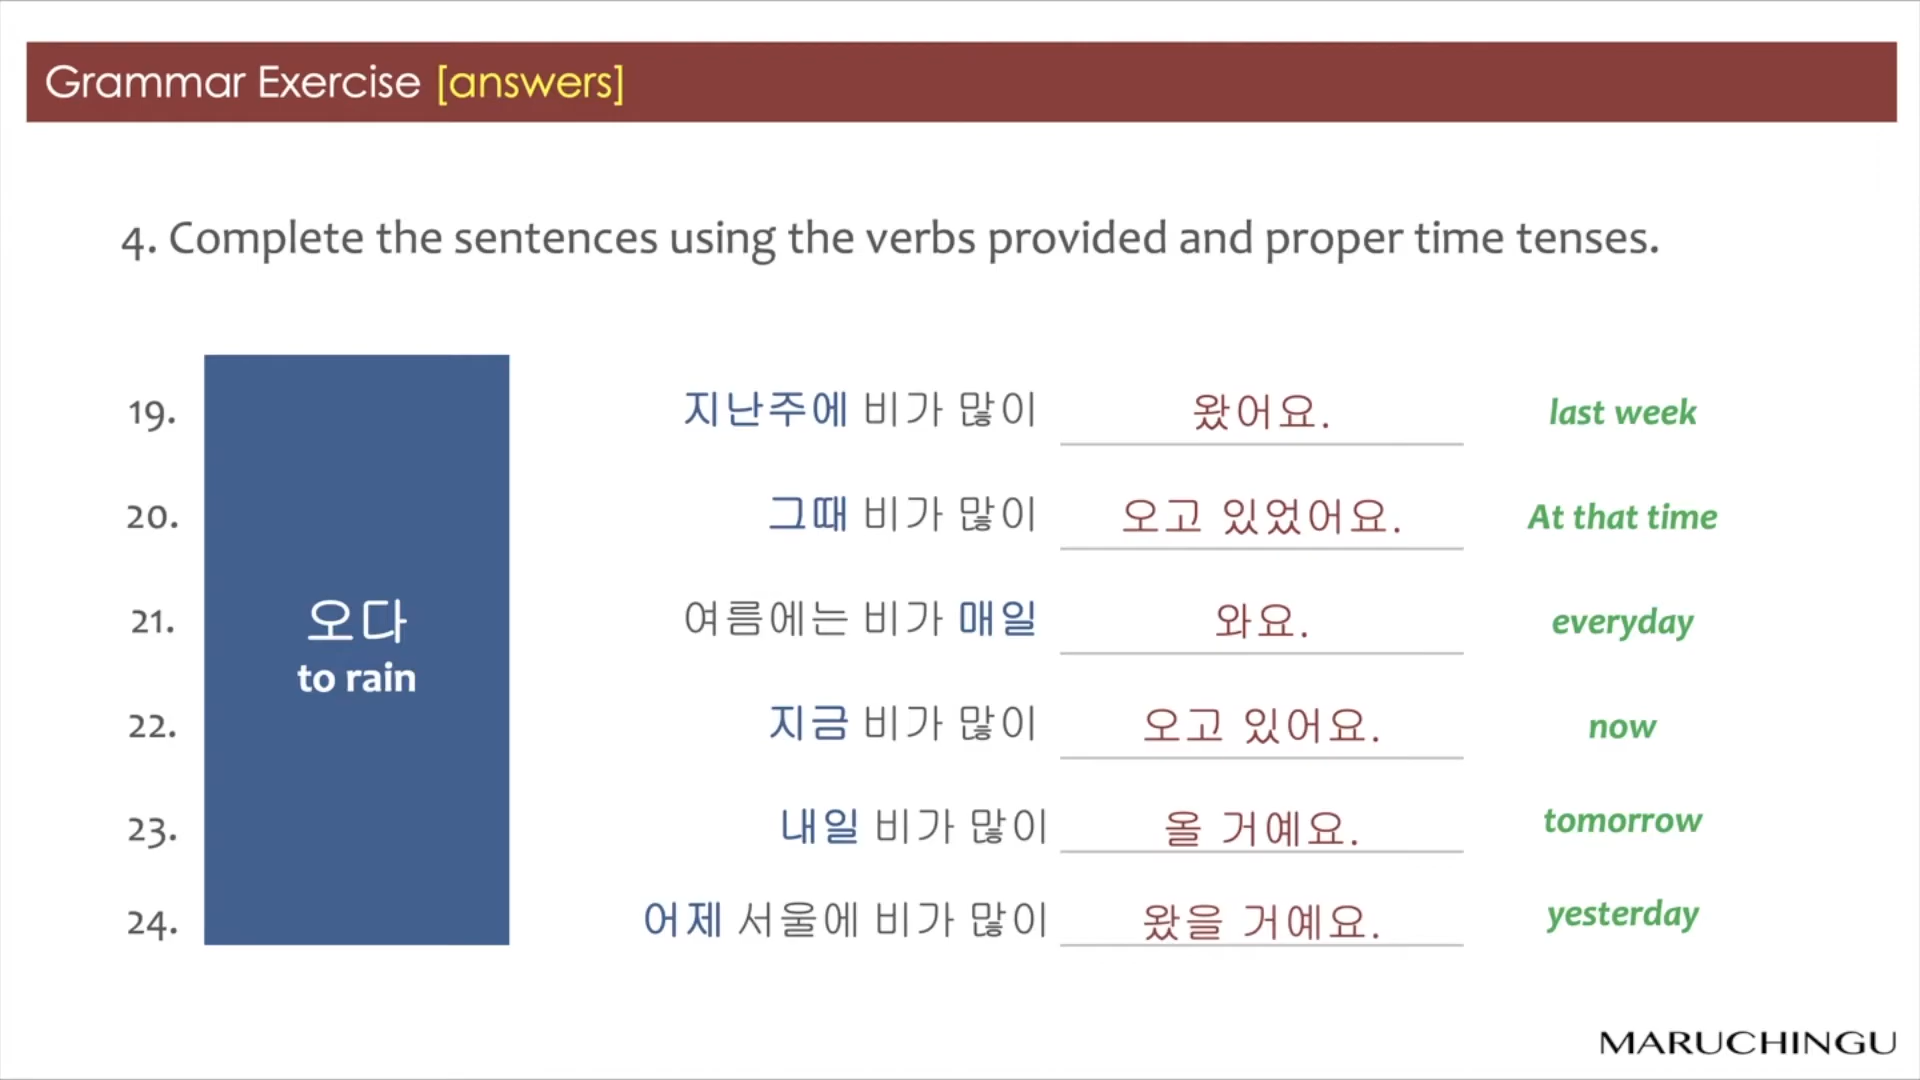 Grammar Exercise [answers]
4. Complete the sentences using the verbs provided and proper time tenses.
오다
to rain
19. 지난주에 비가 많이 왔어요. last week
20. 그때 비가 많이 오고 있었어요. At that time
21. 여름에는 비가 매일 와요. everyday
22. 지금 비가 많이 오고 있어요. now
23. 내일 비가 많이 올 거예요. tomorrow
24. 어제 서울에 비가 많이 왔을 거예요. yesterday
MARUCHINGU